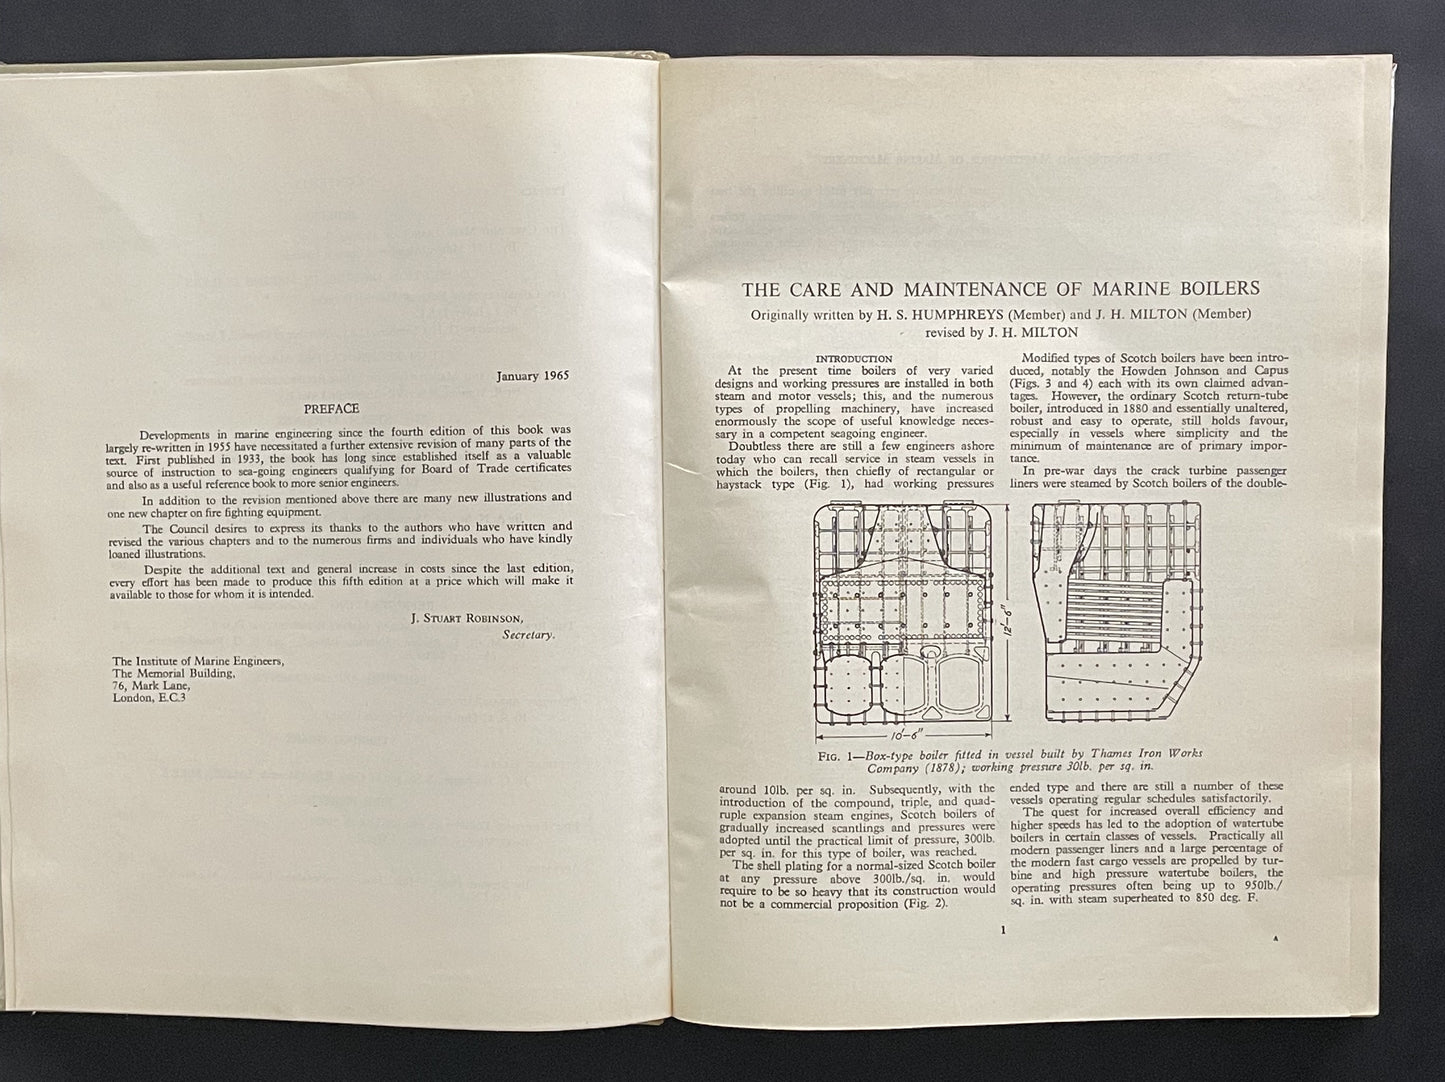 January 1965
PREFACE
Developments in marine engineering since the fourth edition of this book was
largely re-written in 1955 have necessitated a further extensive revision of many parts of the
text. First published in 1933, the book has long since established itself as a valuable
source of instruction to sea-going engineers qualifying for Board of Trade certificates
and also as a useful reference book to more senior engineers.
In addition to the revision mentioned above there are many new illustrations and
one new chapter on fire fighting equipment.
The Council desires to express its thanks to the authors who have written and
revised the various chapters and to the numerous firms and individuals who have kindly
loaned illustrations.
Despite the additional text and general increase in costs since the last edition,
every effort has been made to produce this fifth edition at a price which will make it
available to those for whom it is intended.
J. STUART ROBINSON,
Secretary.
The Institute of Marine Engineers,
The Memorial Building,
76, Mark Lane,
London, E.C.3
THE CARE AND MAINTENANCE OF MARINE BOILERS
Originally written by H. S. HUMPHREYS (Member) and J. H. MILTON (Member)
revised by J. H. MILTON
INTRODUCTION
At the present time boilers of very varied
designs and working pressures are installed in both
steam and motor vessels; this, and the numerous
types of propelling machinery, have increased
enormously the scope of useful knowledge neces-
sary in a competent seagoing engineer.
Doubtless there are still a few engineers ashore
today who can recall service in steam vessels in
which the boilers, then chiefly of rectangular or
haystack type (Fig. 1), had working pressures
Modified types of Scotch boilers have been intro-
duced, notably the Howden Johnson and Capus
(Figs. 3 and 4) each with its own claimed advan-
tages. However, the ordinary Scotch return-tube
boiler, introduced in 1880 and essentially unaltered,
robust and easy to operate, still holds favour,
especially in vessels where simplicity and the
minimum of maintenance are of primary impor-
tance.
In pre-war days the crack turbine passenger
liners were steamed by Scotch boilers of the double-
12'-6"
10'-6"
FIG. 1—Box-type boiler fitted in vessel built by Thames Iron Works
Company (1878); working pressure 30lb. per sq. in.
around 10lb. per sq. in. Subsequently, with the
introduction of the compound, triple, and quad-
ruple expansion steam engines, Scotch boilers of
gradually increased scantlings and pressures were
adopted until the practical limit of pressure, 300lb.
per sq. in. for this type of boiler, was reached.
The shell plating for a normal-sized Scotch boiler
at any pressure above 300lb./sq. in. would
require to be so heavy that its construction would
not be a commercial proposition (Fig. 2).
ended type and there are still a number of these
vessels operating regular schedules satisfactorily.
The quest for increased overall efficiency and
higher speeds has led to the adoption of watertube
boilers in certain classes of vessels. Practically all
modern passenger liners and a large percentage of
the modern fast cargo vessels are propelled by tur-
bine and high pressure watertube boilers, the
operating pressures often being up to 950lb./
sq. in. with steam superheated to 850 deg. F.
1
A